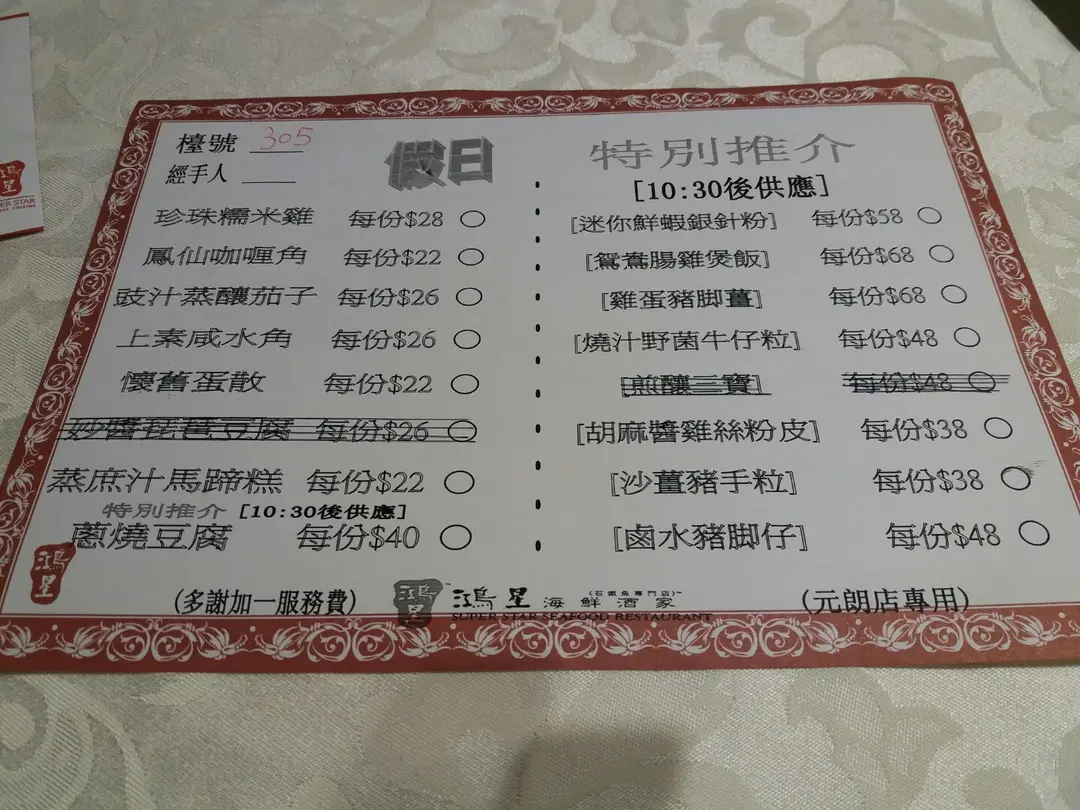 檯號 305
經手人
假日
珍珠糯米雞 每份$28
鳳仙咖喱角 每份$22
豉汁蒸釀茄子 每份$26
上素咸水角 每份$26
懷舊蛋散 每份$22
妙醬琵琶豆腐 每份$26
蒸庶汁馬蹄糕 每份$22
特別推介 [10:30後供應]
蔥燒豆腐 每份$40
特別推介
[10:30後供應]
[迷你鮮蝦銀針粉] 每份$58
[鴛鴦腸雞煲飯] 每份$68
[雞蛋豬脚薑] 每份$68
[燒汁野菌牛仔粒] 每份$48
[煎釀三寶] 每份$48
[胡麻醬雞絲粉皮] 每份$38
[沙薑豬手粒] 每份$38
[鹵水豬脚仔] 每份$48
鴻星
(多謝加一服務費)
鴻星
鴻星海鮮酒家
SUPER STAR SEAFOOD RESTAURANT
(元朗店專用)
鴻星